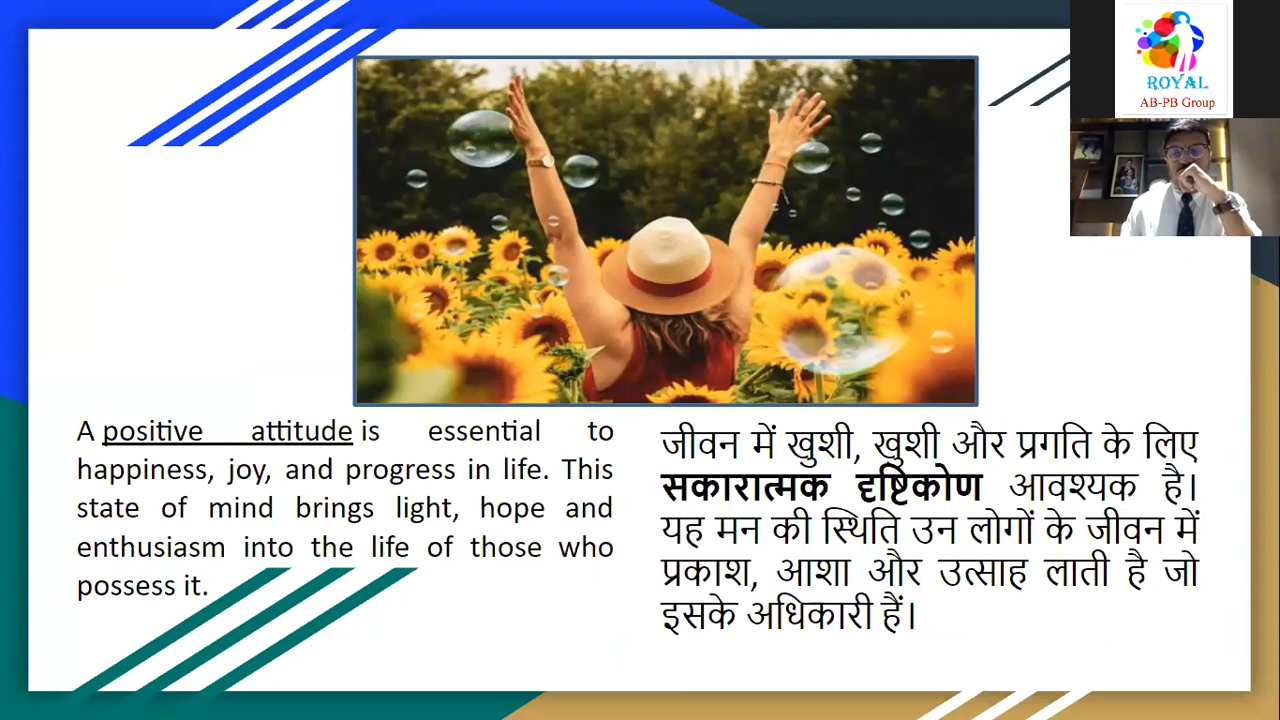 ROYAL
AB-PB Group
A positive attitude is essential to
happiness, joy, and progress in life. This
state of mind brings light, hope and
enthusiasm into the life of those who
possess it.
जीवन में खुशी, खुशी और प्रगति के लिए
सकारात्मक दृष्टिकोण आवश्यक है।
यह मन की स्थिति उन लोगों के जीवन में
प्रकाश, आशा और उत्साह लाती है जो
इसके अधिकारी हैं।